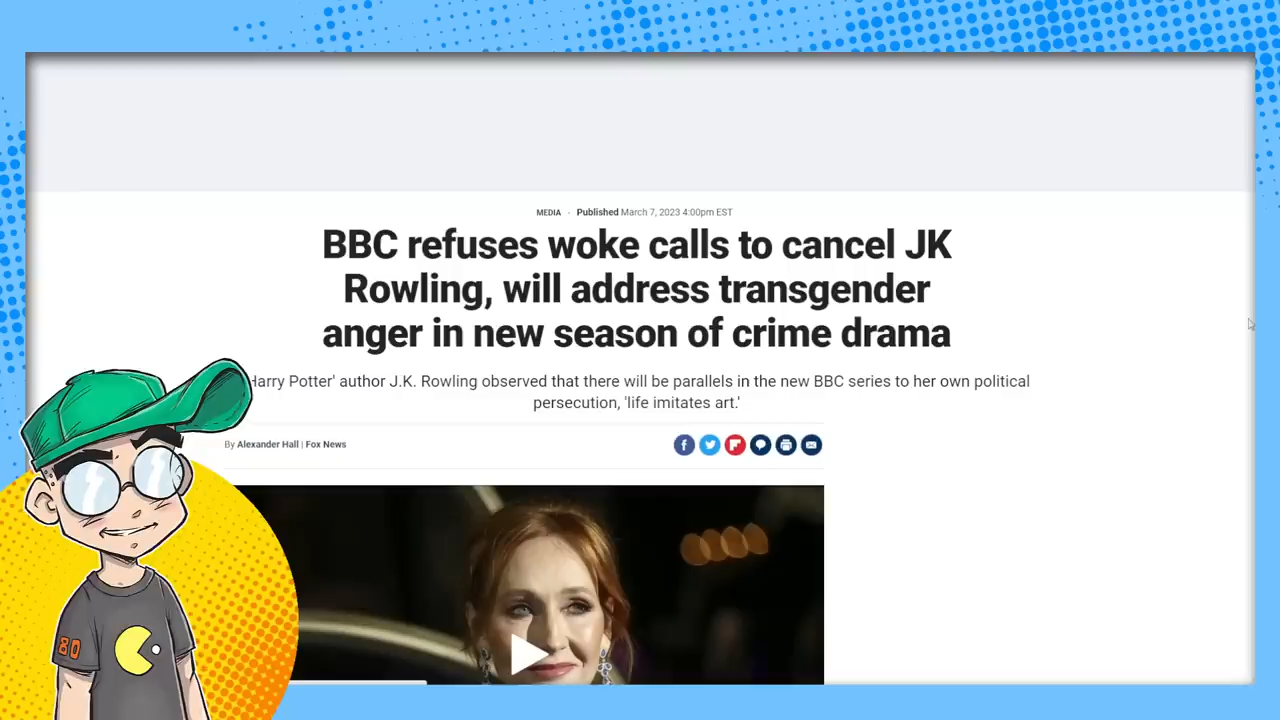 MEDIA · Published March 7, 2023 4:00pm EST
BBC refuses woke calls to cancel JK
Rowling, will address transgender
anger in new season of crime drama
Harry Potter' author J.K. Rowling observed that there will be parallels in the new BBC series to her own political
persecution, 'life imitates art.'
By Alexander Hall | Fox News
80